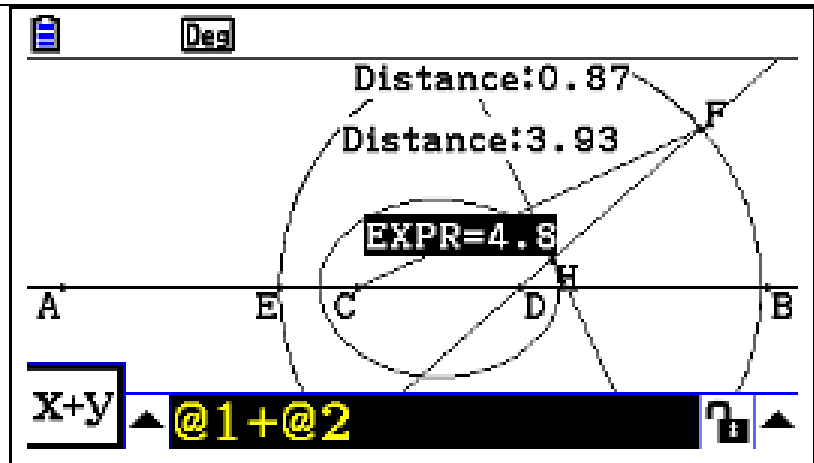 Deg
Distance:0.87
F
Distance:3.93
EXPR=4.8
A E C D H B
x+y @1+@2